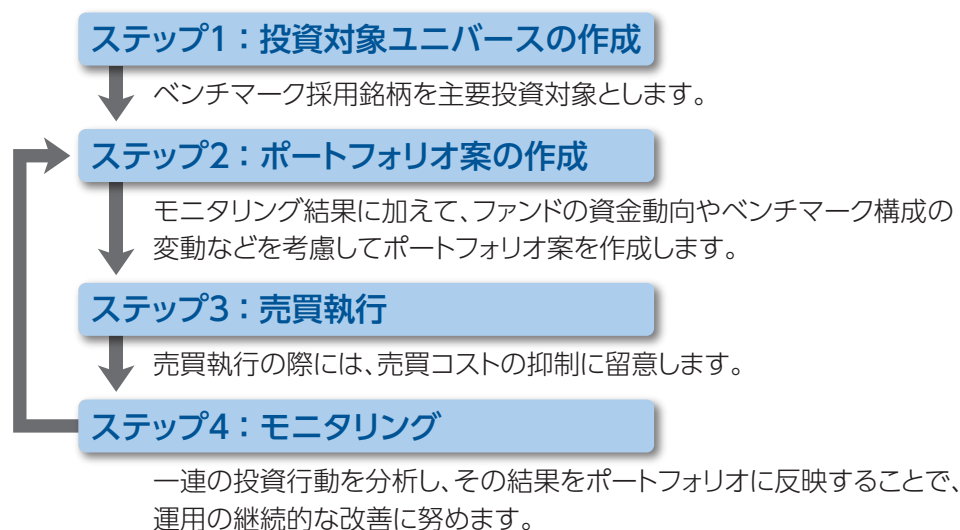 ステップ1：投資対象ユニバースの作成
ベンチマーク採用銘柄を主要投資対象とします。
ステップ2：ポートフォリオ案の作成
モニタリング結果に加えて、ファンドの資金動向やベンチマーク構成の
変動などを考慮してポートフォリオ案を作成します。
ステップ3：売買執行
売買執行の際には、売買コストの抑制に留意します。
ステップ4：モニタリング
一連の投資行動を分析し、その結果をポートフォリオに反映することで、
運用の継続的な改善に努めます。